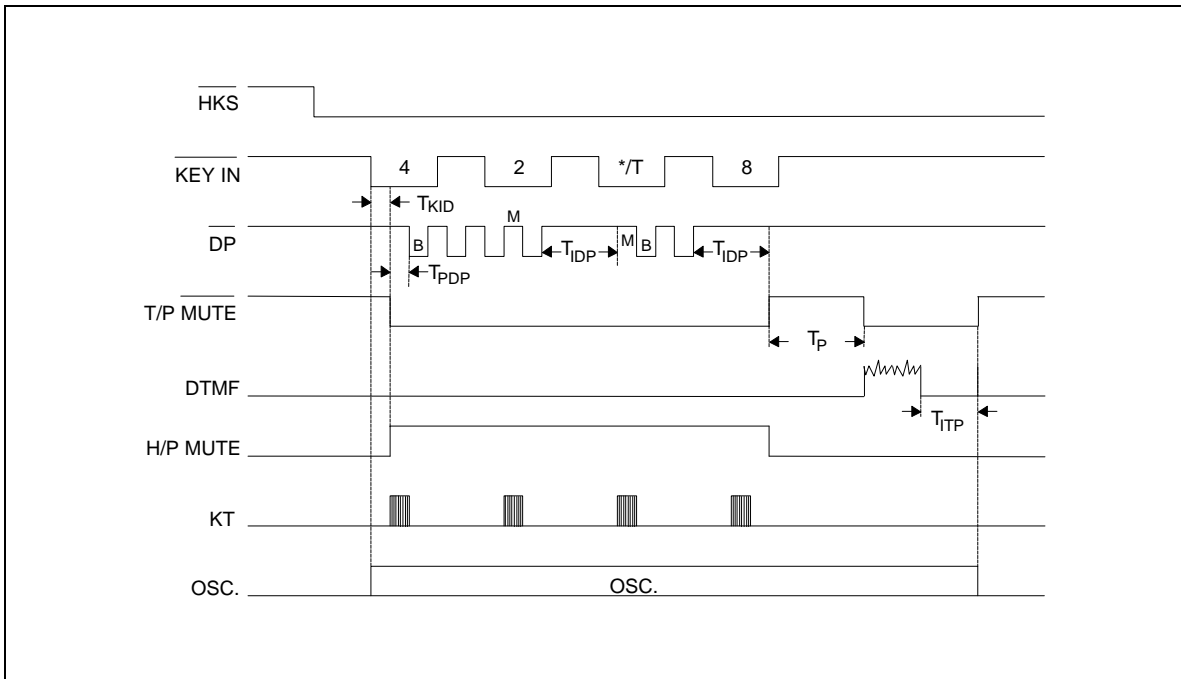 HKS
KEY IN 4 2 */T 8
TKID
M
DP B M B
TIDP TIDP
TPDP
T/P MUTE
TP
DTMF
TITP
H/P MUTE
KT
OSC. OSC.